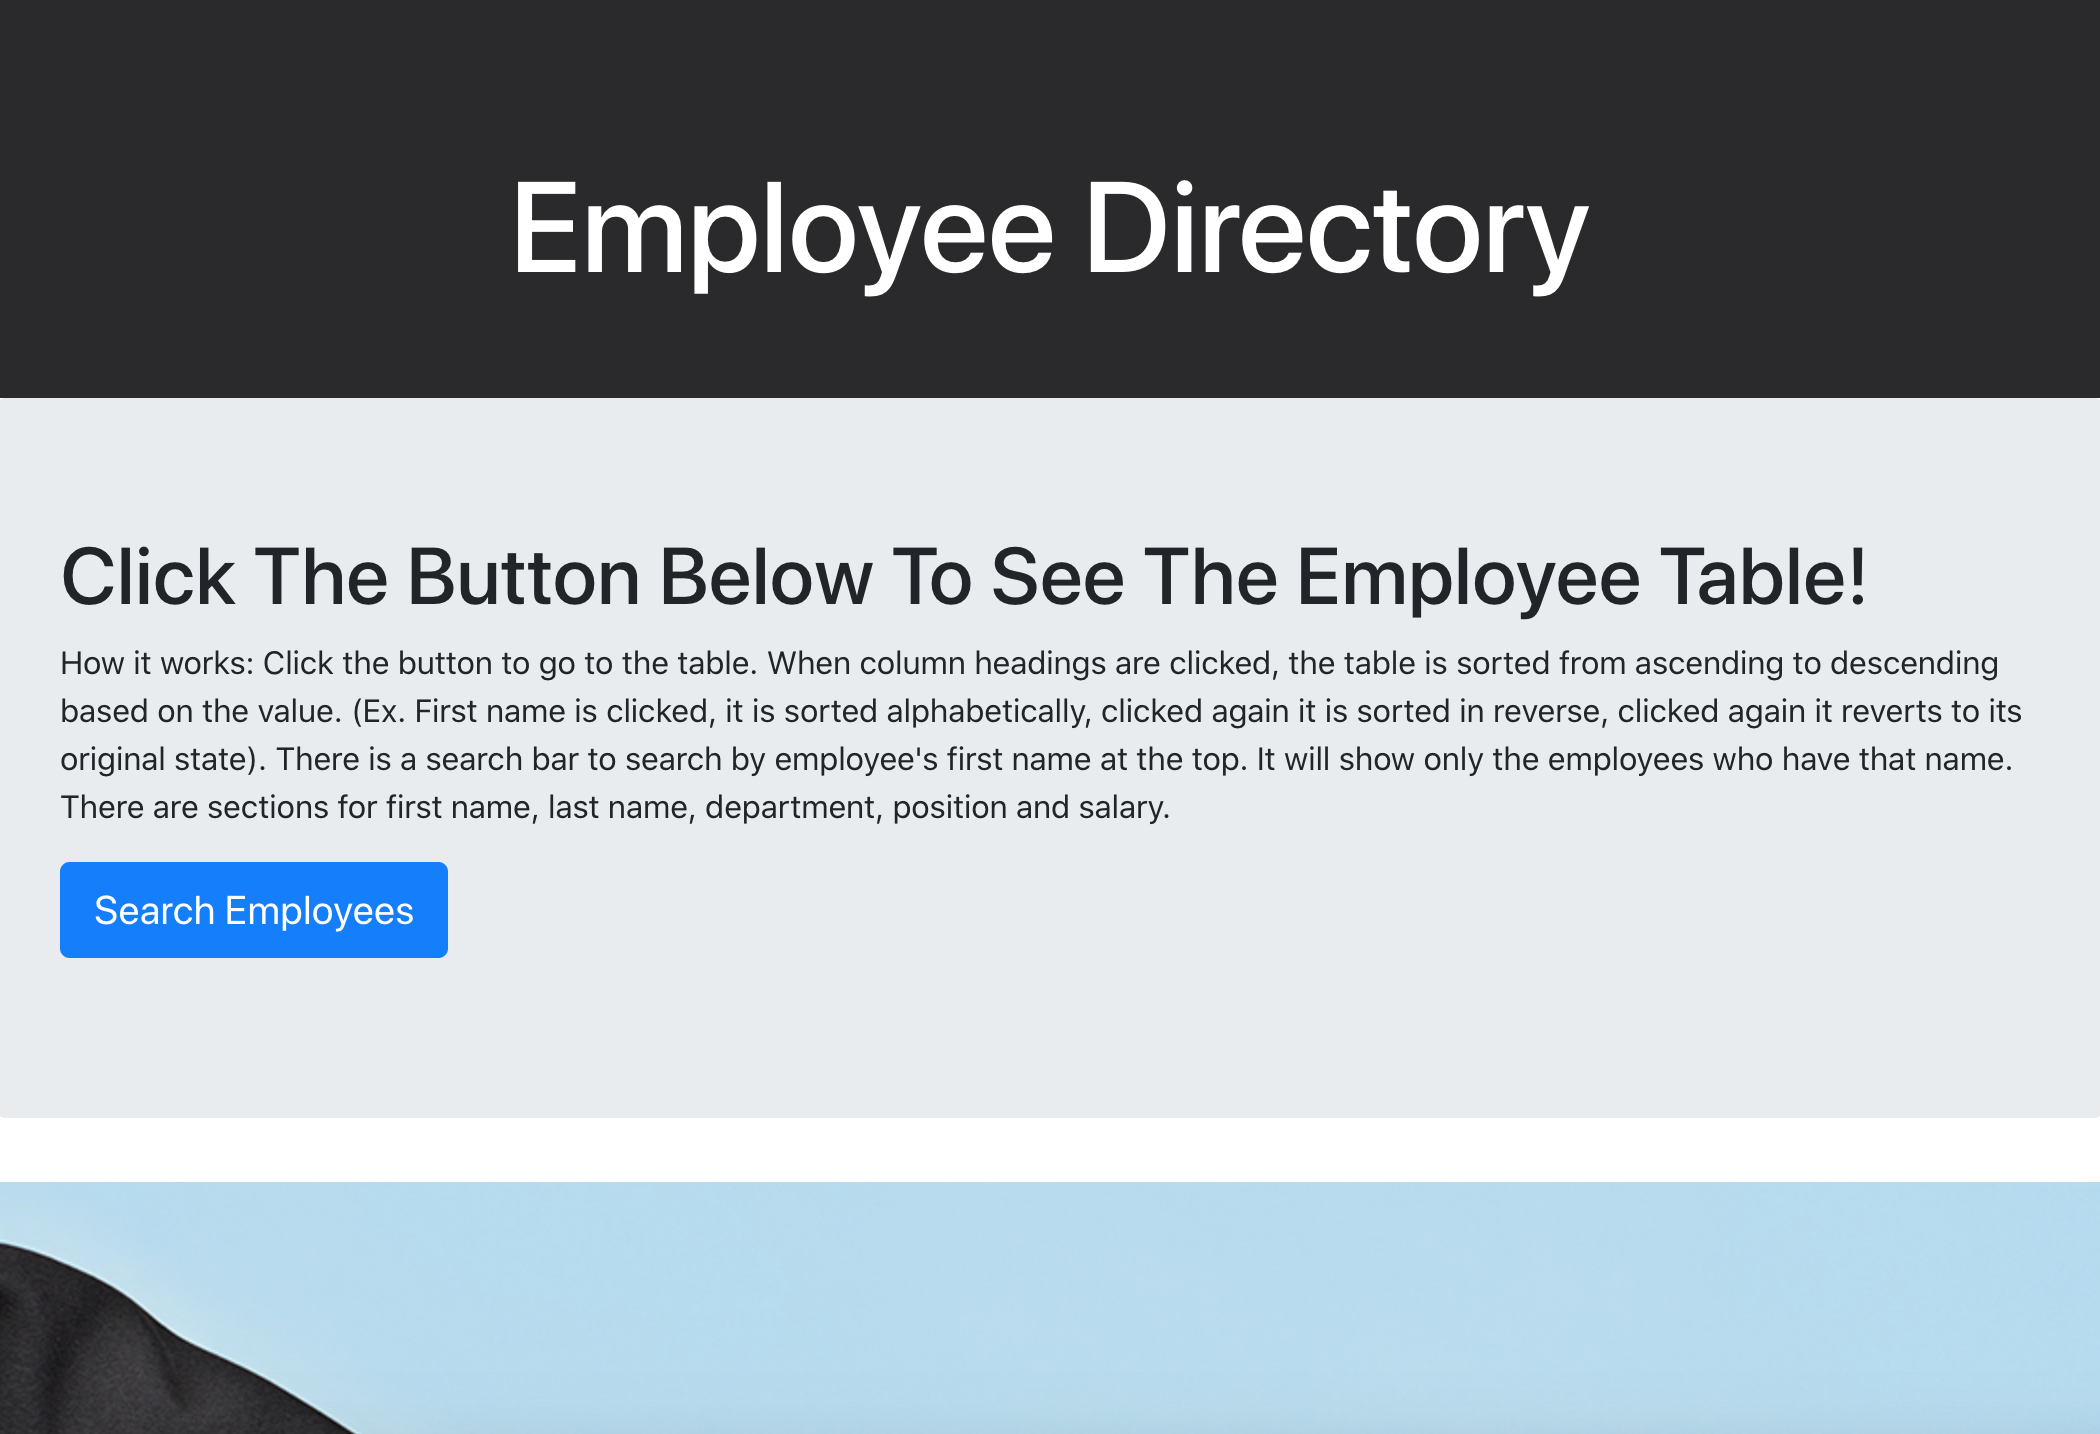 Employee Directory
Click The Button Below To See The Employee Table!
How it works: Click the button to go to the table. When column headings are clicked, the table is sorted from ascending to descending
based on the value. (Ex. First name is clicked, it is sorted alphabetically, clicked again it is sorted in reverse, clicked again it reverts to its
original state). There is a search bar to search by employee's first name at the top. It will show only the employees who have that name.
There are sections for first name, last name, department, position and salary.
Search Employees